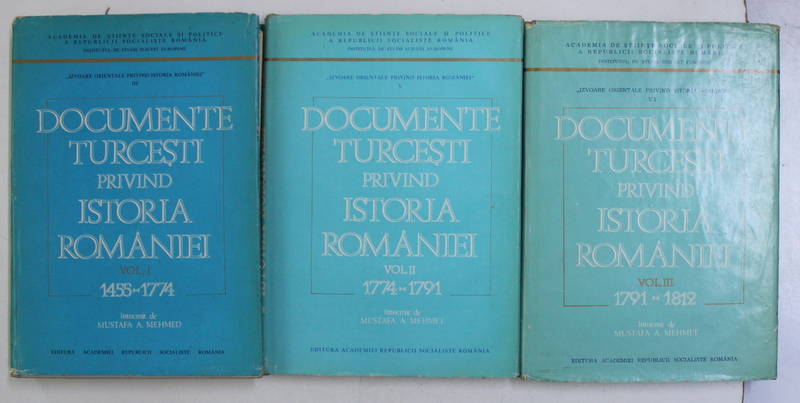 ACADEMIA DE ȘTIINȚE SOCIALE ȘI POLITICE
A REPUBLICII SOCIALISTE ROMÂNIA
INSTITUTUL DE STUDII SUD-EST EUROPENE
„IZVOARE ORIENTALE PRIVIND ISTORIA ROMÂNIEI"
III
DOCUMENTE
TURCEȘTI
PRIVIND
ISTORIA
ROMÂNIEI
VOL. I
1455-1774
întocmit de
MUSTAFA A. MEHMED
EDITURA ACADEMIEI REPUBLICII SOCIALISTE ROMÂNIA
ACADEMIA DE ȘTIINȚE SOCIALE ȘI POLITICE
A REPUBLICII SOCIALISTE ROMÂNIA
INSTITUTUL DE STUDII SUD-EST EUROPENE
„IZVOARE ORIENTALE PRIVIND ISTORIA ROMÂNIEI"
V
DOCUMENTE
TURCEȘTI
PRIVIND
ISTORIA
ROMÂNIEI
VOL. II
1774-1791
întocmit de
MUSTAFA A. MEHMET
EDITURA ACADEMIEI REPUBLICII SOCIALISTE ROMÂNIA
ACADEMIA DE ȘTIINȚE SOCIALE ȘI POLITICE
A REPUBLICII SOCIALISTE ROMÂNIA
INSTITUTUL DE STUDII SUD-EST EUROPENE
„IZVOARE ORIENTALE PRIVIND ISTORIA ROMÂNIEI"
VI
DOCUMENTE
TURCEȘTI
PRIVIND
ISTORIA
ROMÂNIEI
VOL. III
1791-1812
întocmit de
MUSTAFA A. MEHMET
EDITURA ACADEMIEI REPUBLICII SOCIALISTE ROMÂNIA